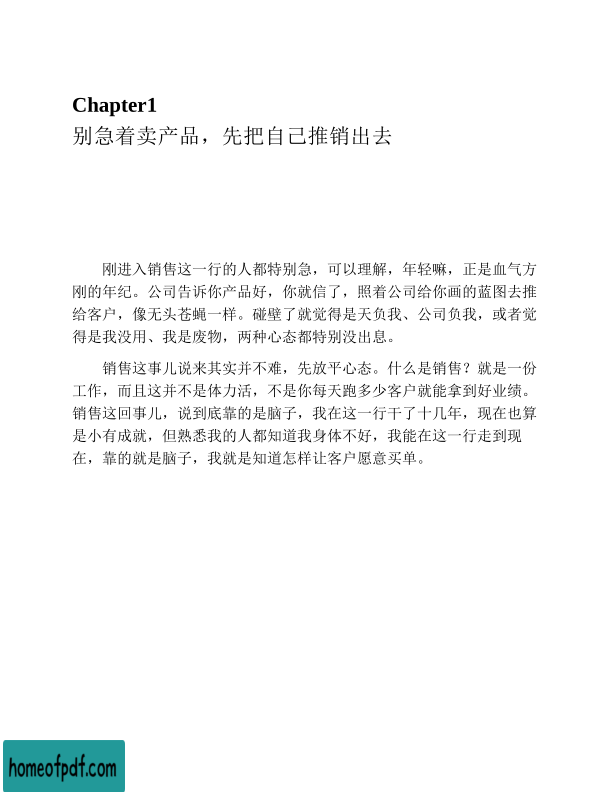 Chapter1
别急着卖产品，先把自己推销出去
刚进入销售这一行的人都特别急，可以理解，年轻嘛，正是血气方
刚的年纪。公司告诉你产品好，你就信了，照着公司给你画的蓝图去推
给客户，像无头苍蝇一样。碰壁了就觉得是天负我、公司负我，或者觉
得是我没用、我是废物，两种心态都特别没出息。
销售这事儿说来其实并不难，先放平心态。什么是销售？就是一份
工作，而且这并不是体力活，不是你每天跑多少客户就能拿到好业绩。
销售这回事儿，说到底靠的是脑子，我在这一行干了十几年，现在也算
是小有成就，但熟悉我的人都知道我身体不好，我能在这一行走到现
在，靠的就是脑子，我就是知道怎样让客户愿意买单。
homeofpdf.com